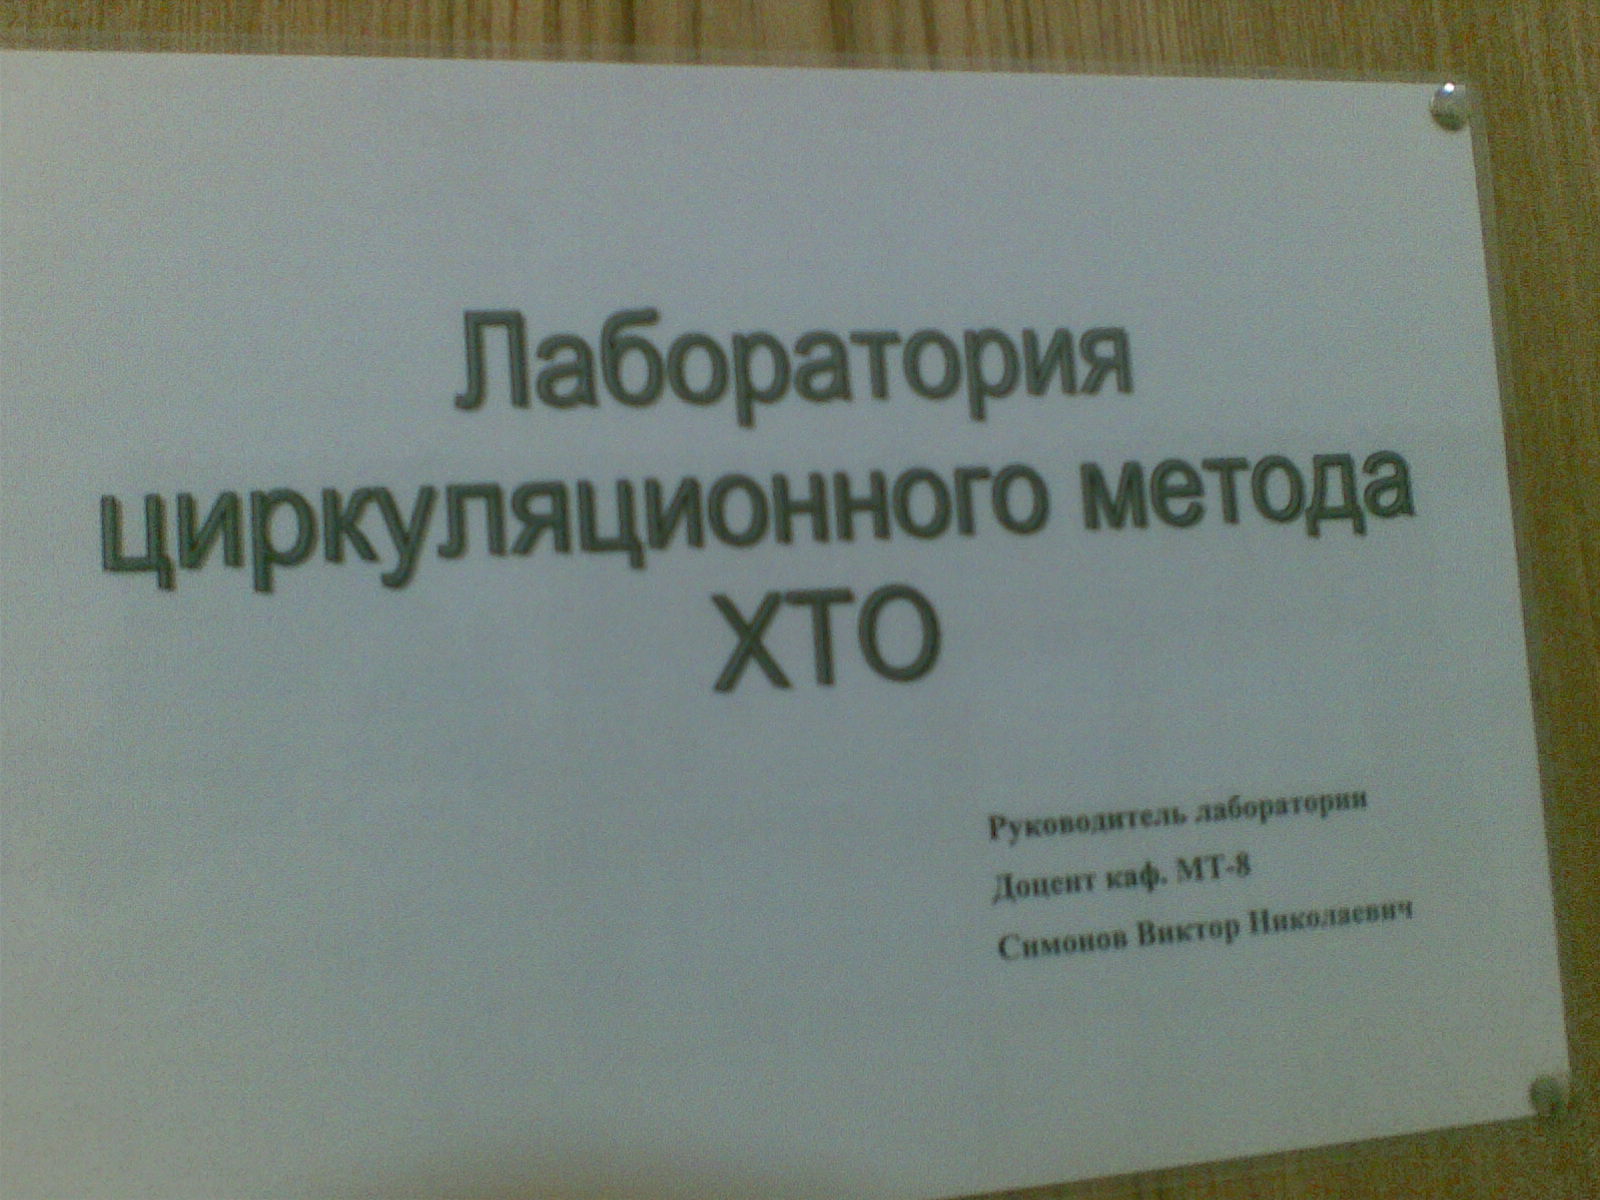 Лаборатория
циркуляционного метода
ХТО
Руководитель лаборатории
Доцент каф. МТ-8
Симонов Виктор Николаевич